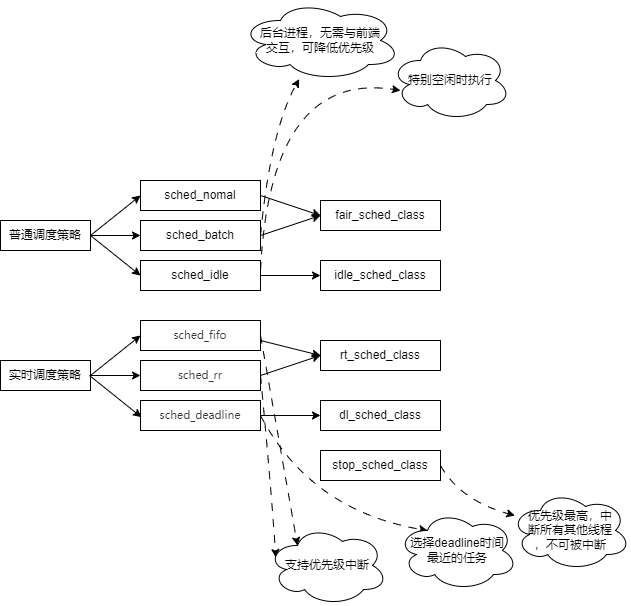 后台进程，无需与前端
交互，可降低优先级
特别空闲时执行
sched_nomal
fair_sched_class
普通调度策略
sched_batch
sched_idle
idle_sched_class
sched_fifo
rt_sched_class
实时调度策略
sched_rr
sched_deadline
dl_sched_class
stop_sched_class
优先级最高，中
断所有其他线程
，不可被中断
选择deadline时间
最近的任务
支持优先级中断